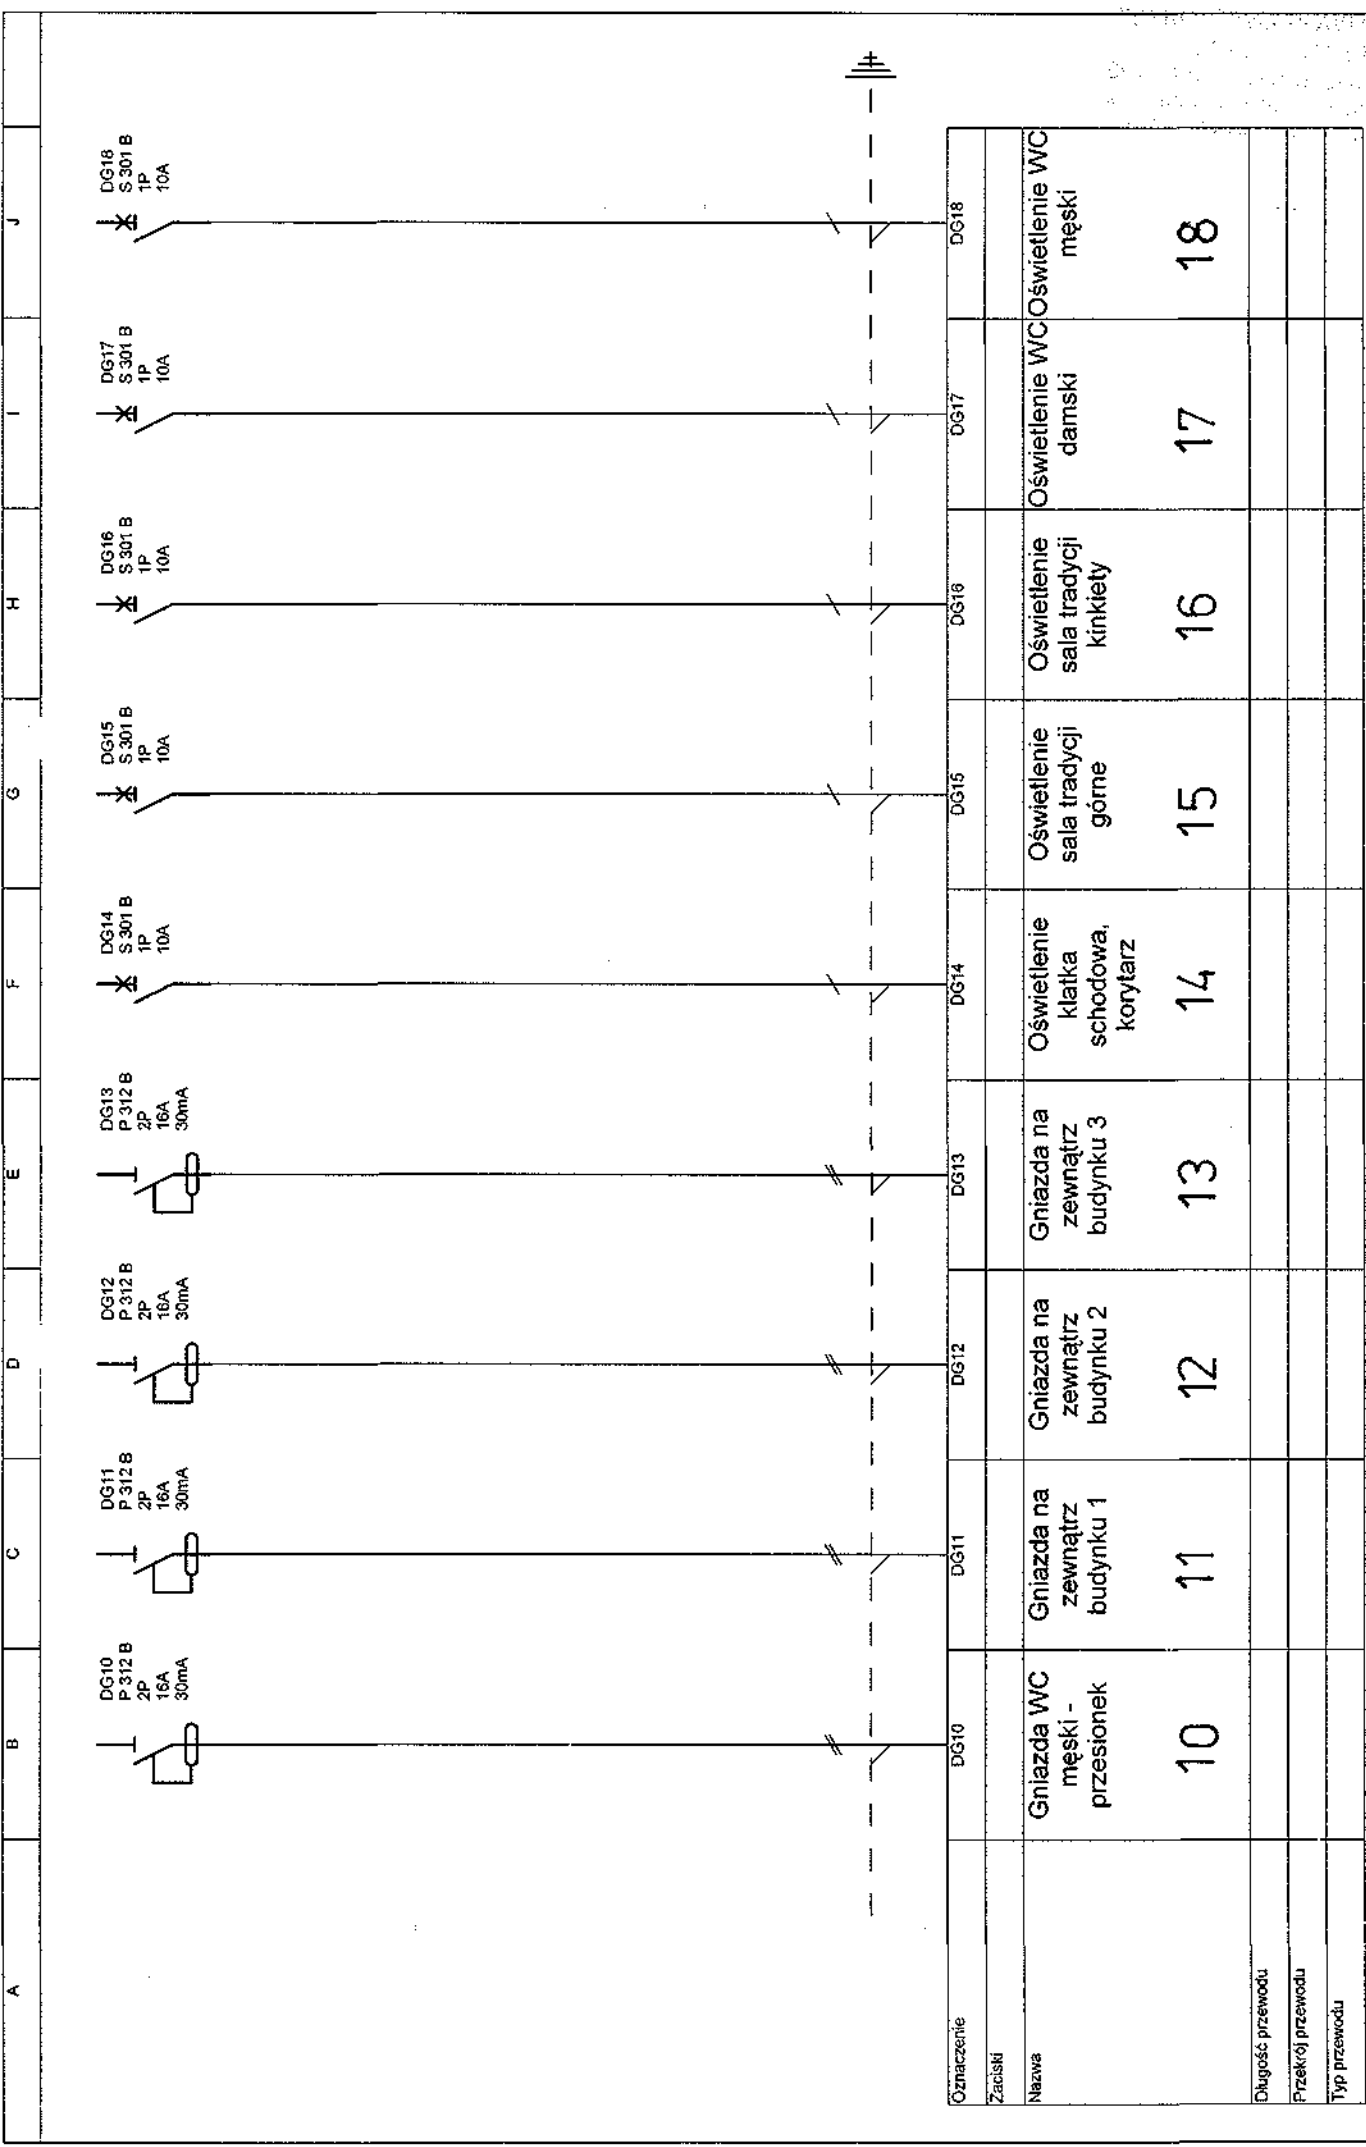 A
B
C
D
E
F
G
H
I
J
DG10
P 312 B
2P
16A
30mA
DG11
P 312 B
2P
16A
30mA
DG12
P 312 B
2P
16A
30mA
DG13
P 312 B
2P
16A
30mA
DG14
S 301 B
1P
10A
DG15
S 301 B
1P
10A
DG16
S 301 B
1P
10A
DG17
S 301 B
1P
10A
DG18
S 301 B
1P
10A
Oznaczenie
DG10
DG11
DG12
DG13
DG14
DG15
DG16
DG17
DG18
Zaciski
Nazwa
Gniazda WC
męski -
przesionek
10
Gniazda na
zewnątrz
budynku 1
11
Gniazda na
zewnątrz
budynku 2
12
Gniazda na
zewnątrz
budynku 3
13
Oświetlenie
klatka
schodowa,
korytarz
14
Oświetlenie
sala tradycji
górne
15
Oświetlenie
sala tradycji
kinkiety
16
Oświetlenie WC
damski
17
Oświetlenie WC
męski
18
Długość przewodu
Przekrój przewodu
Typ przewodu